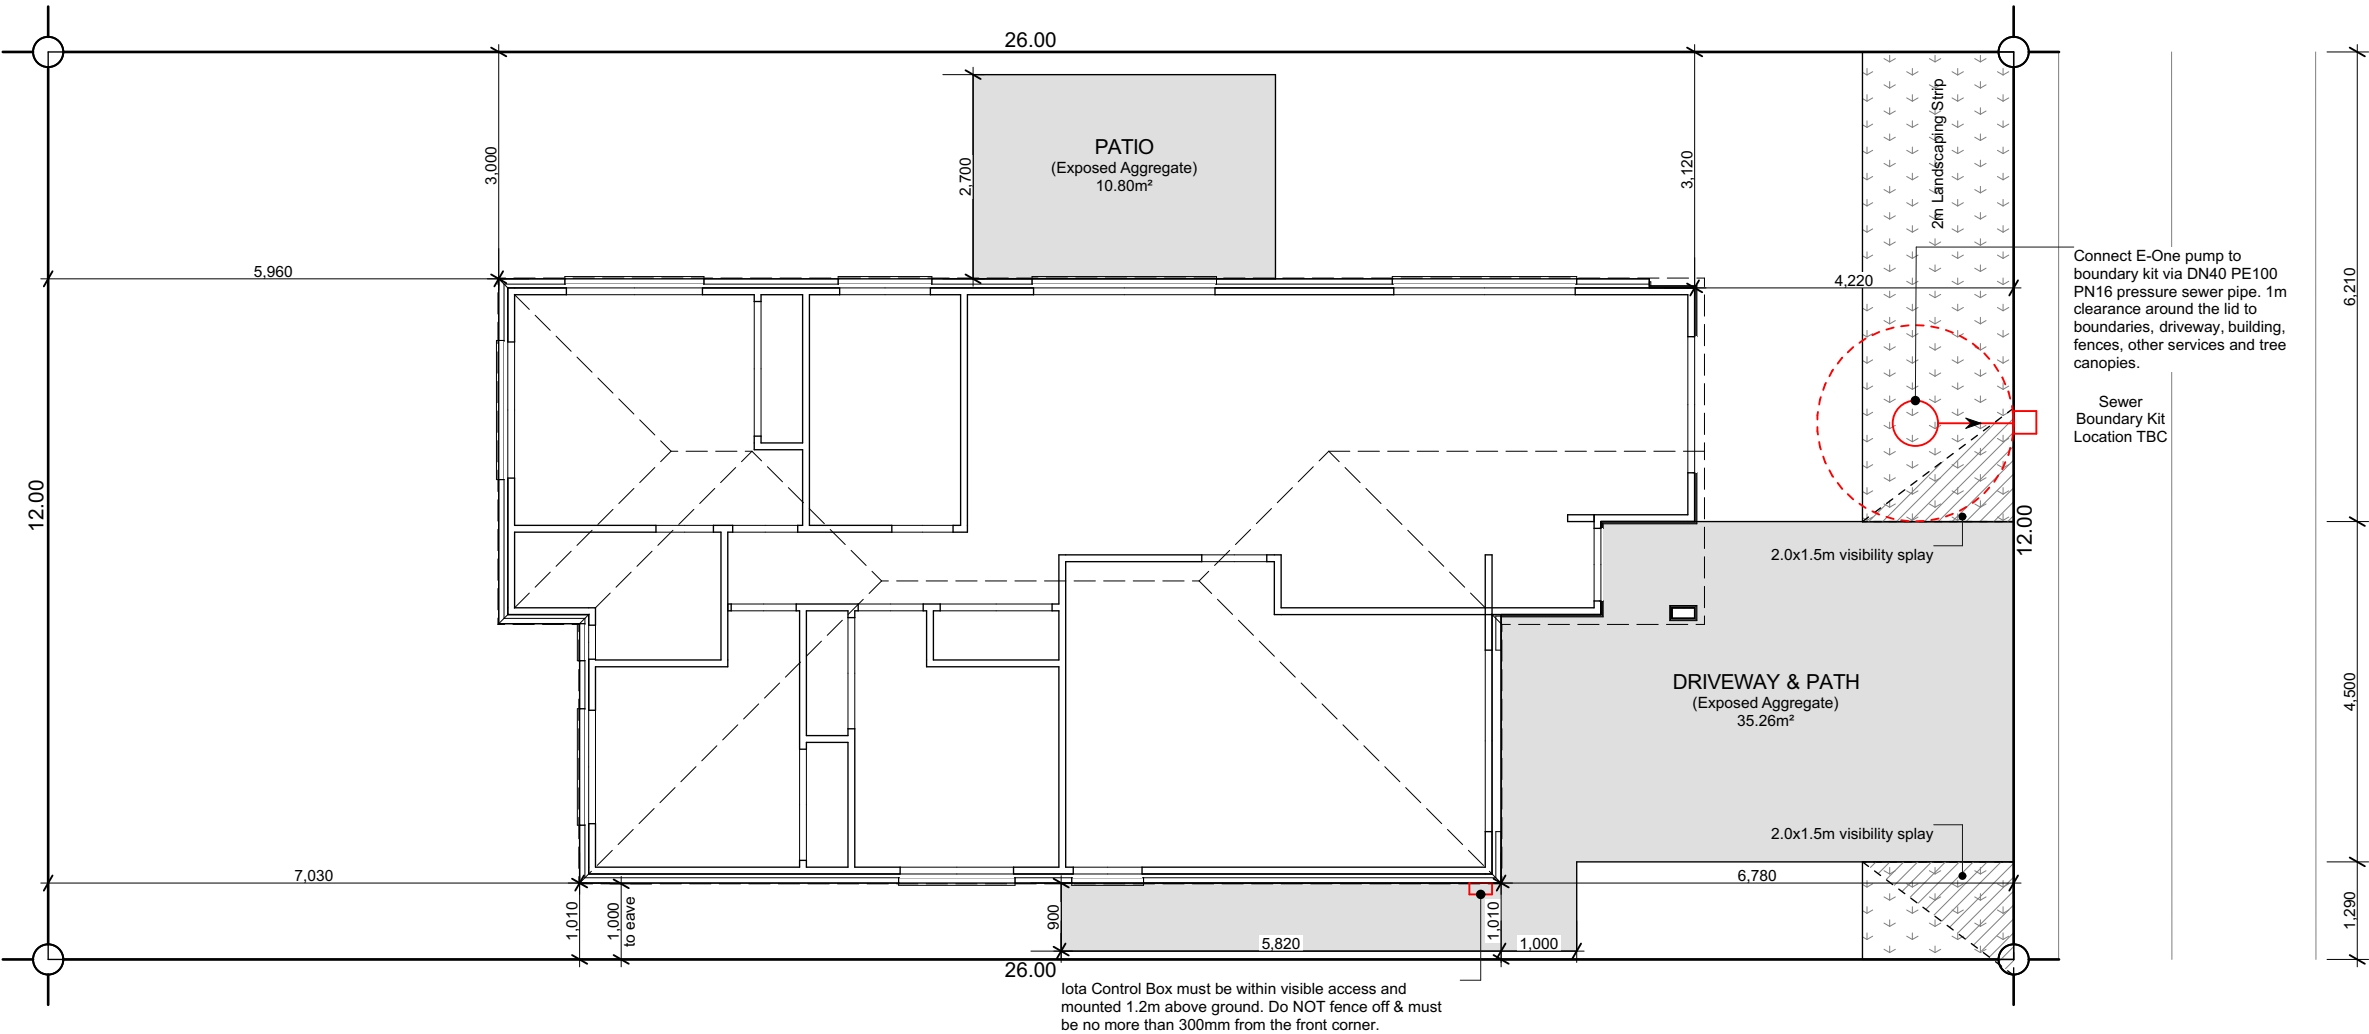 26.00
3,000
2,700
3,120
PATIO
(Exposed Aggregate)
10.80m²
2m Landscaping Strip
5,960
4,220
6,210
Connect E-One pump to
boundary kit via DN40 PE100
PN16 pressure sewer pipe. 1m
clearance around the lid to
boundaries, driveway, building,
fences, other services and tree
canopies.
Sewer
Boundary Kit
Location TBC
12.00
12.00
2.0x1.5m visibility splay
DRIVEWAY & PATH
(Exposed Aggregate)
35.26m²
4,500
2.0x1.5m visibility splay
7,030
6,780
1,010
1,000
to eave
900
1,010
1,290
5,820
1,000
26.00
Iota Control Box must be within visible access and
mounted 1.2m above ground. Do NOT fence off & must
be no more than 300mm from the front corner.